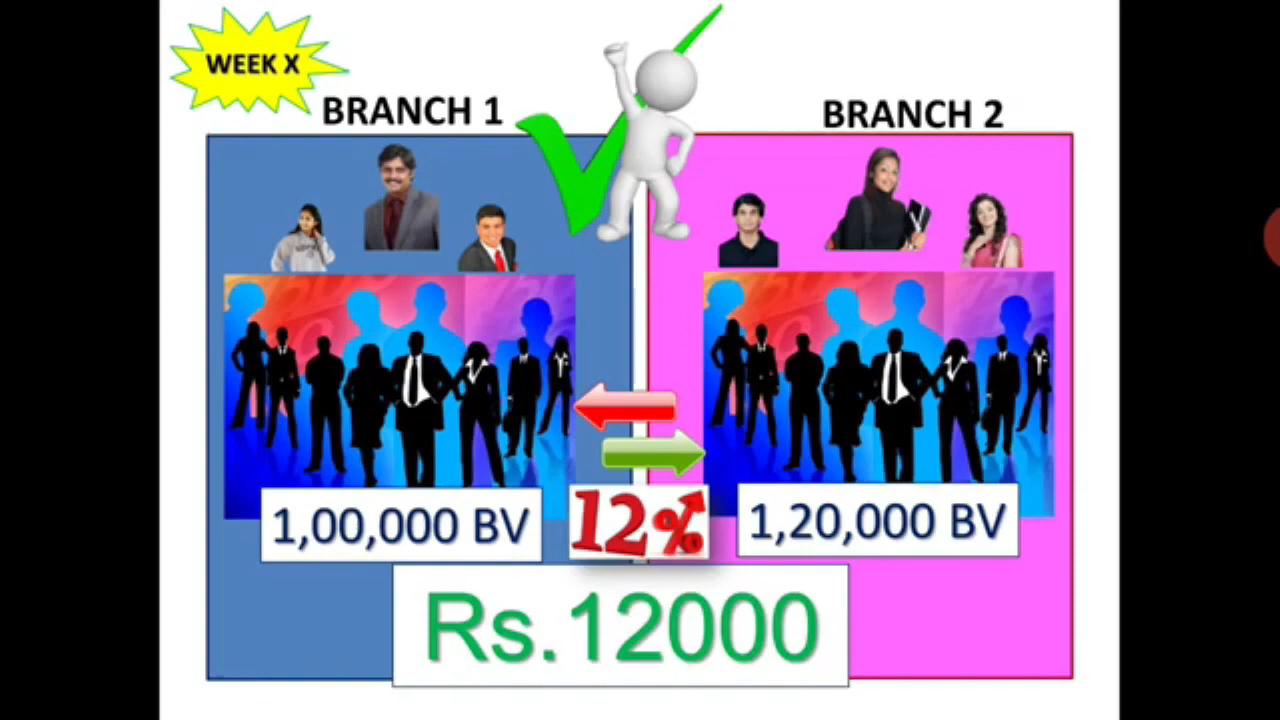 WEEK X
BRANCH 1
BRANCH 2
1,00,000 BV
12%
1,20,000 BV
Rs.12000